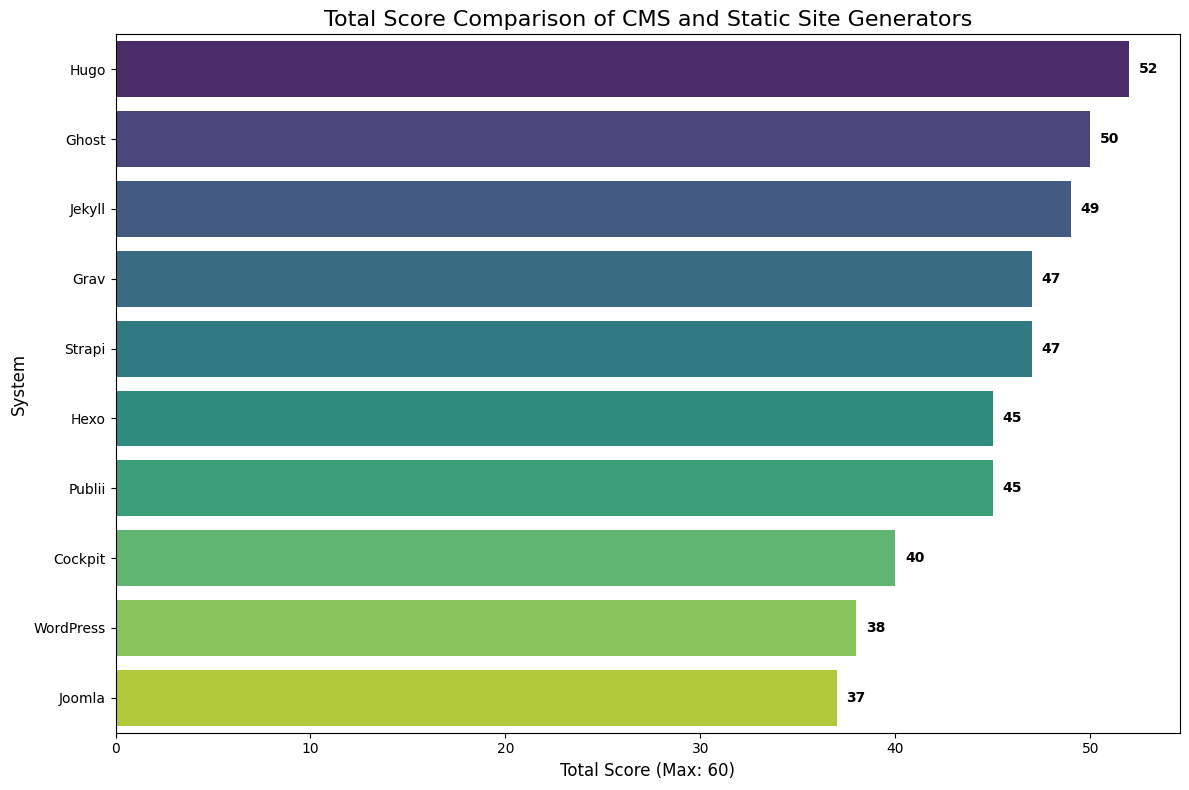 Total Score Comparison of CMS and Static Site Generators
System
Hugo 52
Ghost 50
Jekyll 49
Grav 47
Strapi 47
Hexo 45
Publii 45
Cockpit 40
WordPress 38
Joomla 37
0 10 20 30 40 50
Total Score (Max: 60)